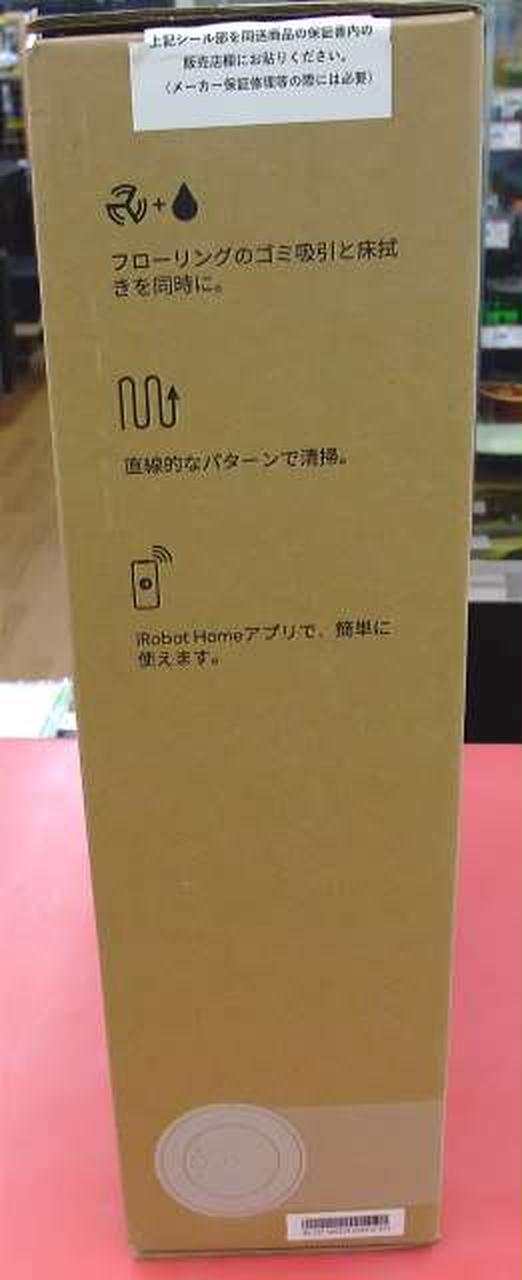 上記シール部を同送商品の保証書内の
販売店様にお貼りください。
（メーカー保証修理等の際には必要）
+
フローリングのゴミ吸引と床拭
きを同時に。
直線的なパターンで清掃。
iRobot Homeアプリで、簡単に
使えます。